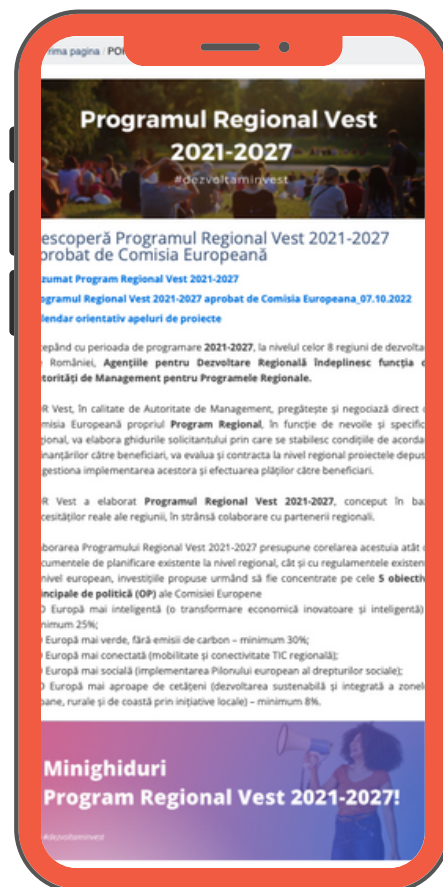 rima pagina / POR
Programul Regional Vest
2021-2027
#dezvoltaminvest
escoperă Programul Regional Vest 2021-2027
probat de Comisia Europeană
zumat Program Regional Vest 2021-2027
ogramul Regional Vest 2021-2027 aprobat de Comisia Europeana_07.10.2022
lendar orientativ apeluri de proiecte
cepând cu perioada de programare 2021-2027, la nivelul celor 8 regiuni de dezvolta
e României, Agențiile pentru Dezvoltare Regională îndeplinesc funcția d
utorități de Management pentru Programele Regionale.
R Vest, în calitate de Autoritate de Management, pregătește și negociază direct c
misia Europeană propriul Program Regional, în funcție de nevoile și specific
gional, va elabora ghidurile solicitantului prin care se stabilesc condițiile de acorda
inanțărilor către beneficiari, va evalua și contracta la nivel regional proiectele depus
gestiona implementarea acestora și efectuarea plăților către beneficiari.
R Vest a elaborat Programul Regional Vest 2021-2027, conceput în baz
cesităților reale ale regiunii, în strânsă colaborare cu partenerii regionali.
aborarea Programului Regional Vest 2021-2027 presupune corelarea acestuia atât c
cumentele de planificare existente la nivel regional, cât și cu regulamentele existen
nivel european, investițiile propuse urmând să fie concentrate pe cele 5 obiectiv
incipale de politică (OP) ale Comisiei Europene
O Europă mai inteligentă (o transformare economică inovatoare și inteligentă)
nimum 25%;
O Europă mai verde, fără emisii de carbon – minimum 30%;
O Europă mai conectată (mobilitate și conectivitate TIC regională);
O Europă mai socială (implementarea Pilonului european al drepturilor sociale);
O Europă mai aproape de cetățeni (dezvoltarea sustenabilă și integrată a zonelo
bane, rurale și de coastă prin inițiative locale) – minimum 8%.
Minighiduri
Program Regional Vest 2021-2027!
#dezvoltaminvest